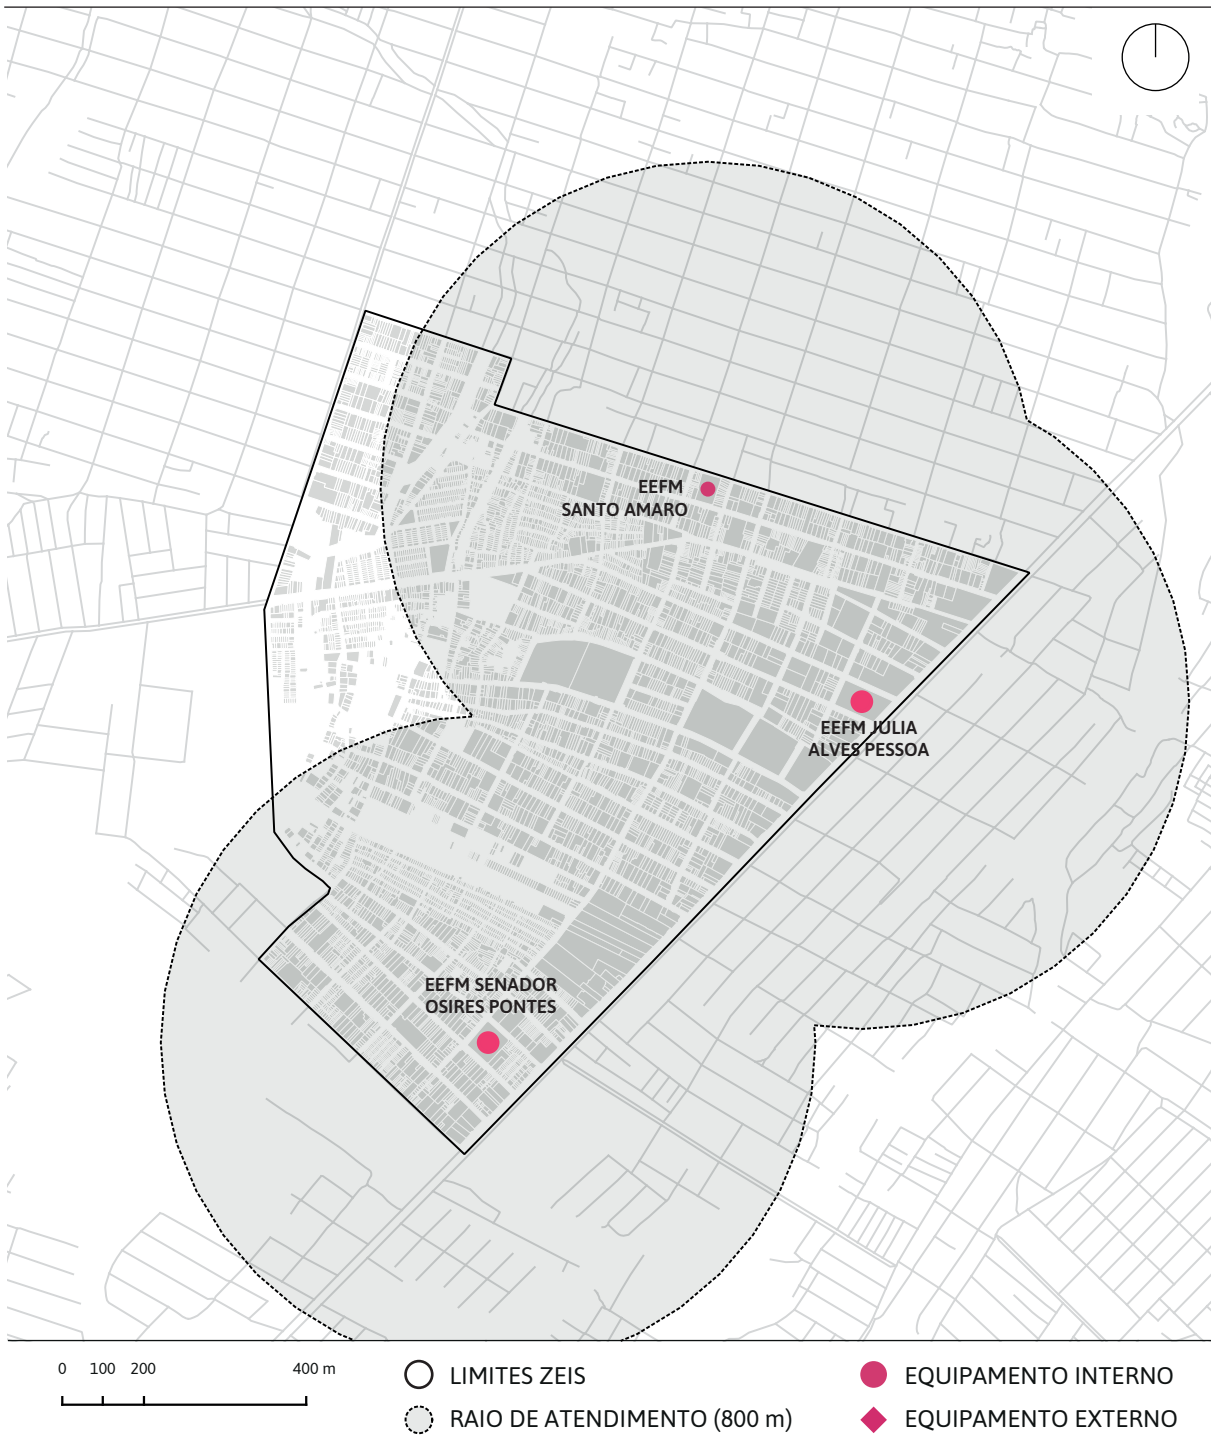 EEFM
SANTO AMARO
EEFM JÚLIA
ALVES PESSOA
EEFM SENADOR
OSIRES PONTES
0 100 200 400 m
LIMITES ZEIS
RAIO DE ATENDIMENTO (800 m)
EQUIPAMENTO INTERNO
EQUIPAMENTO EXTERNO